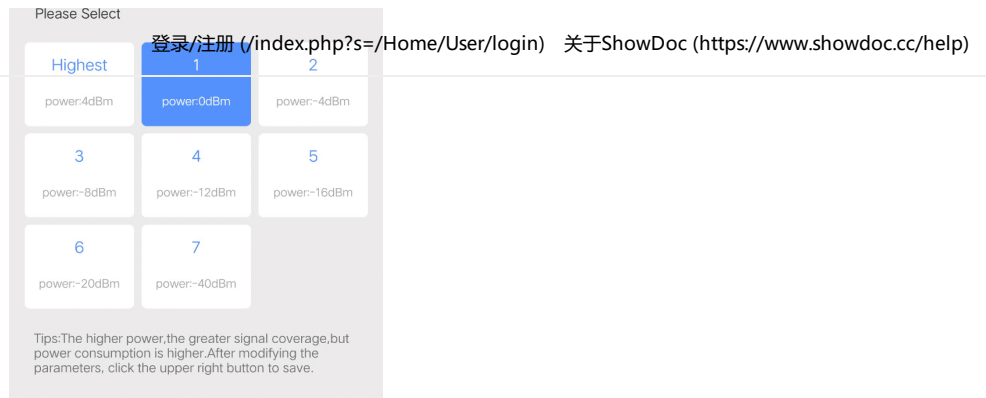 Please Select
登录/注册 (/index.php?s=/Home/User/login) 关于ShowDoc (https://www.showdoc.cc/help)
Highest 1 2
power:4dBm power:0dBm power:-4dBm
3 4 5
power:-8dBm power:-12dBm power:-16dBm
6 7
power:-20dBm power:-40dBm
Tips:The higher power,the greater signal coverage,but
power consumption is higher.After modifying the
parameters, click the upper right button to save.